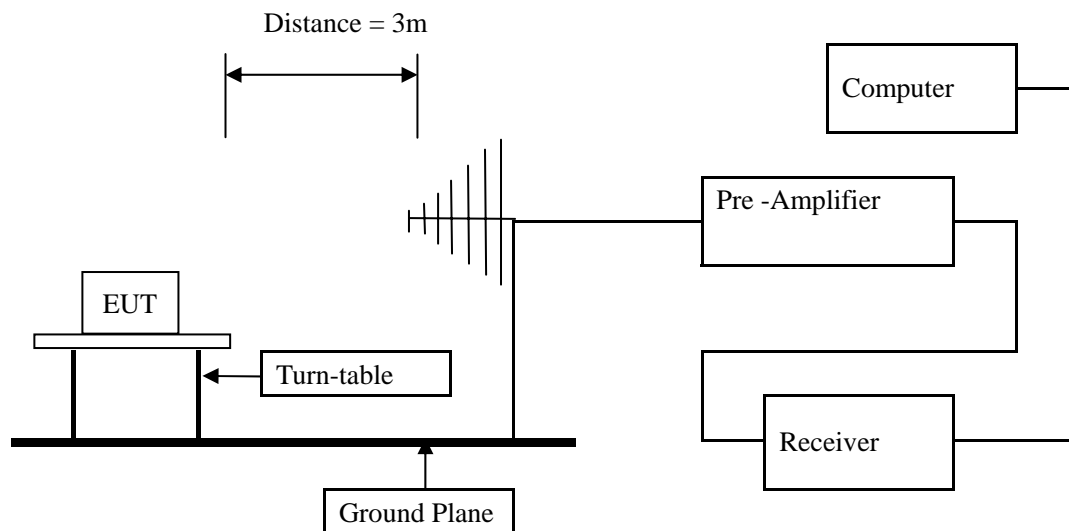 Distance = 3m
Computer
Pre -Amplifier
EUT
Turn-table
Receiver
Ground Plane